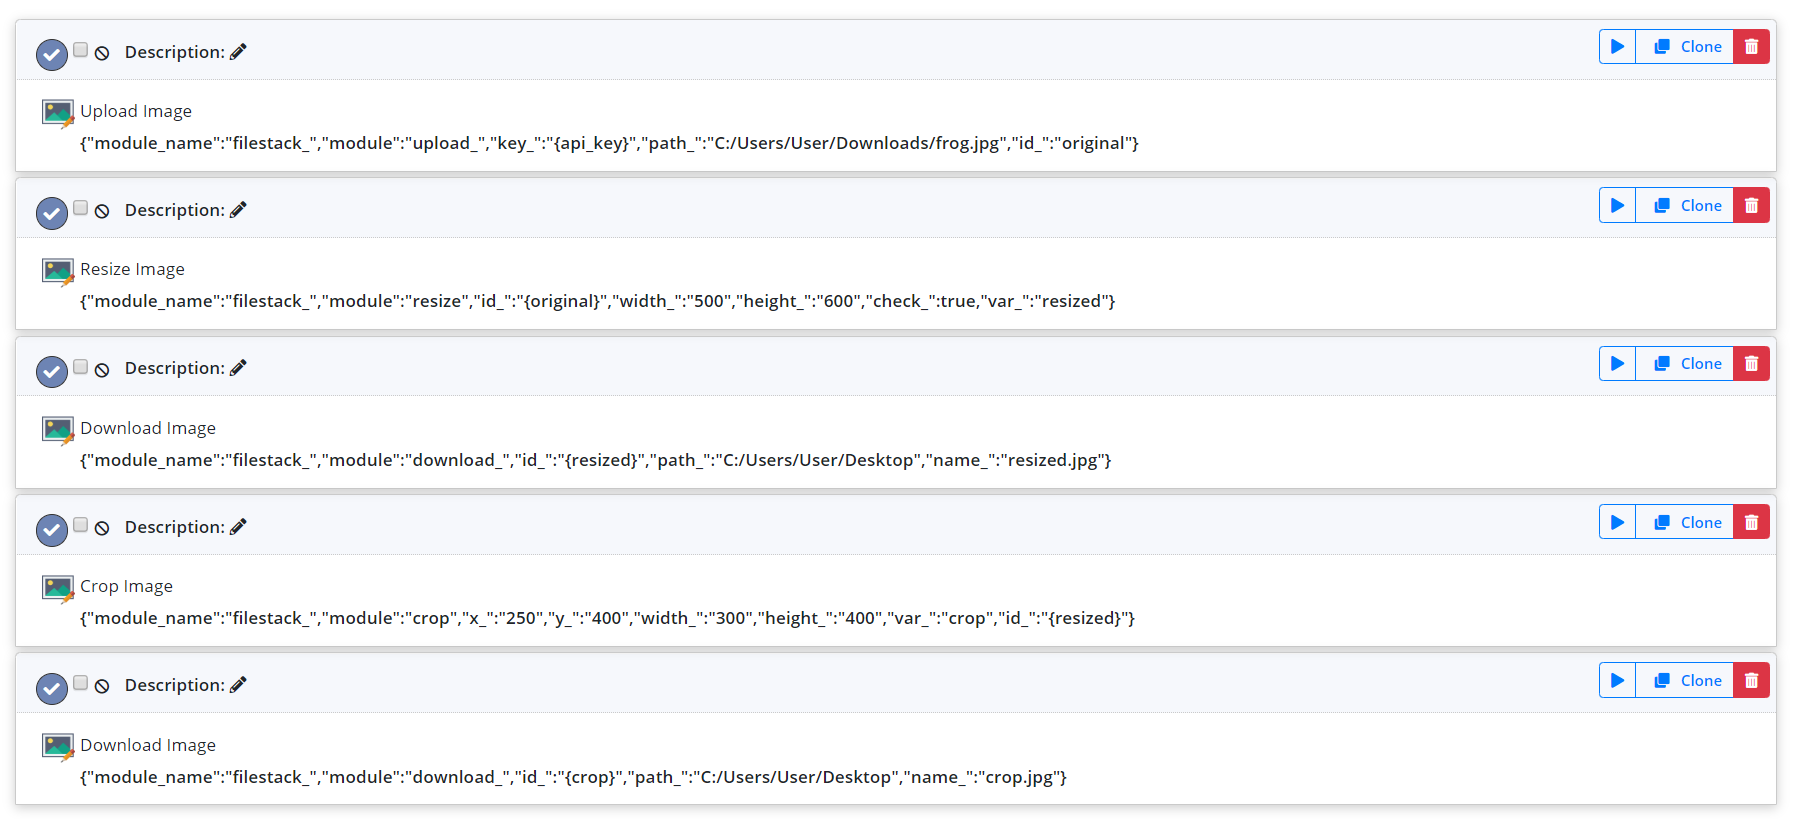 Description:
Clone
Upload Image
{"module_name":"filestack_","module":"upload_","key_":"{api_key}","path_":"C:/Users/User/Downloads/frog.jpg","id_":"original"}
Description:
Clone
Resize Image
{"module_name":"filestack_","module":"resize","id_":"{original}","width_":"500","height_":"600","check_":true,"var_":"resized"}
Description:
Clone
Download Image
{"module_name":"filestack_","module":"download_","id_":"{resized}","path_":"C:/Users/User/Desktop","name_":"resized.jpg"}
Description:
Clone
Crop Image
{"module_name":"filestack_","module":"crop","x_":"250","y_":"400","width_":"300","height_":"400","var_":"crop","id_":"{resized}"}
Description:
Clone
Download Image
{"module_name":"filestack_","module":"download_","id_":"{crop}","path_":"C:/Users/User/Desktop","name_":"crop.jpg"}